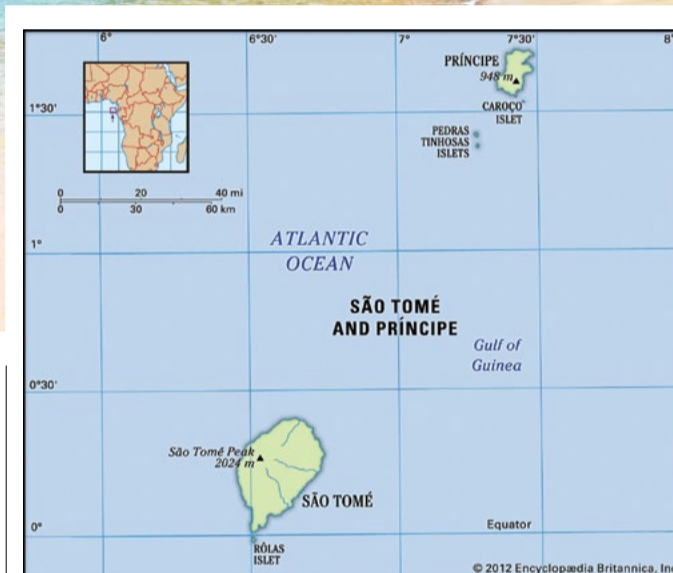 6°
6°30'
7°
7°30'
8°
PRÍNCIPE
948 m
1°30'
CAROÇO
ISLET
PEDRAS
TINHOSAS
ISLETS
0 20 40 mi
0 30 60 km
1°
ATLANTIC
OCEAN
SÃO TOMÉ
AND PRÍNCIPE
Gulf of
Guinea
0°30'
São Tomé Peak
2024 m
SÃO TOMÉ
0°
Equator
RÔLAS
ISLET
© 2012 Encyclopædia Britannica, Inc